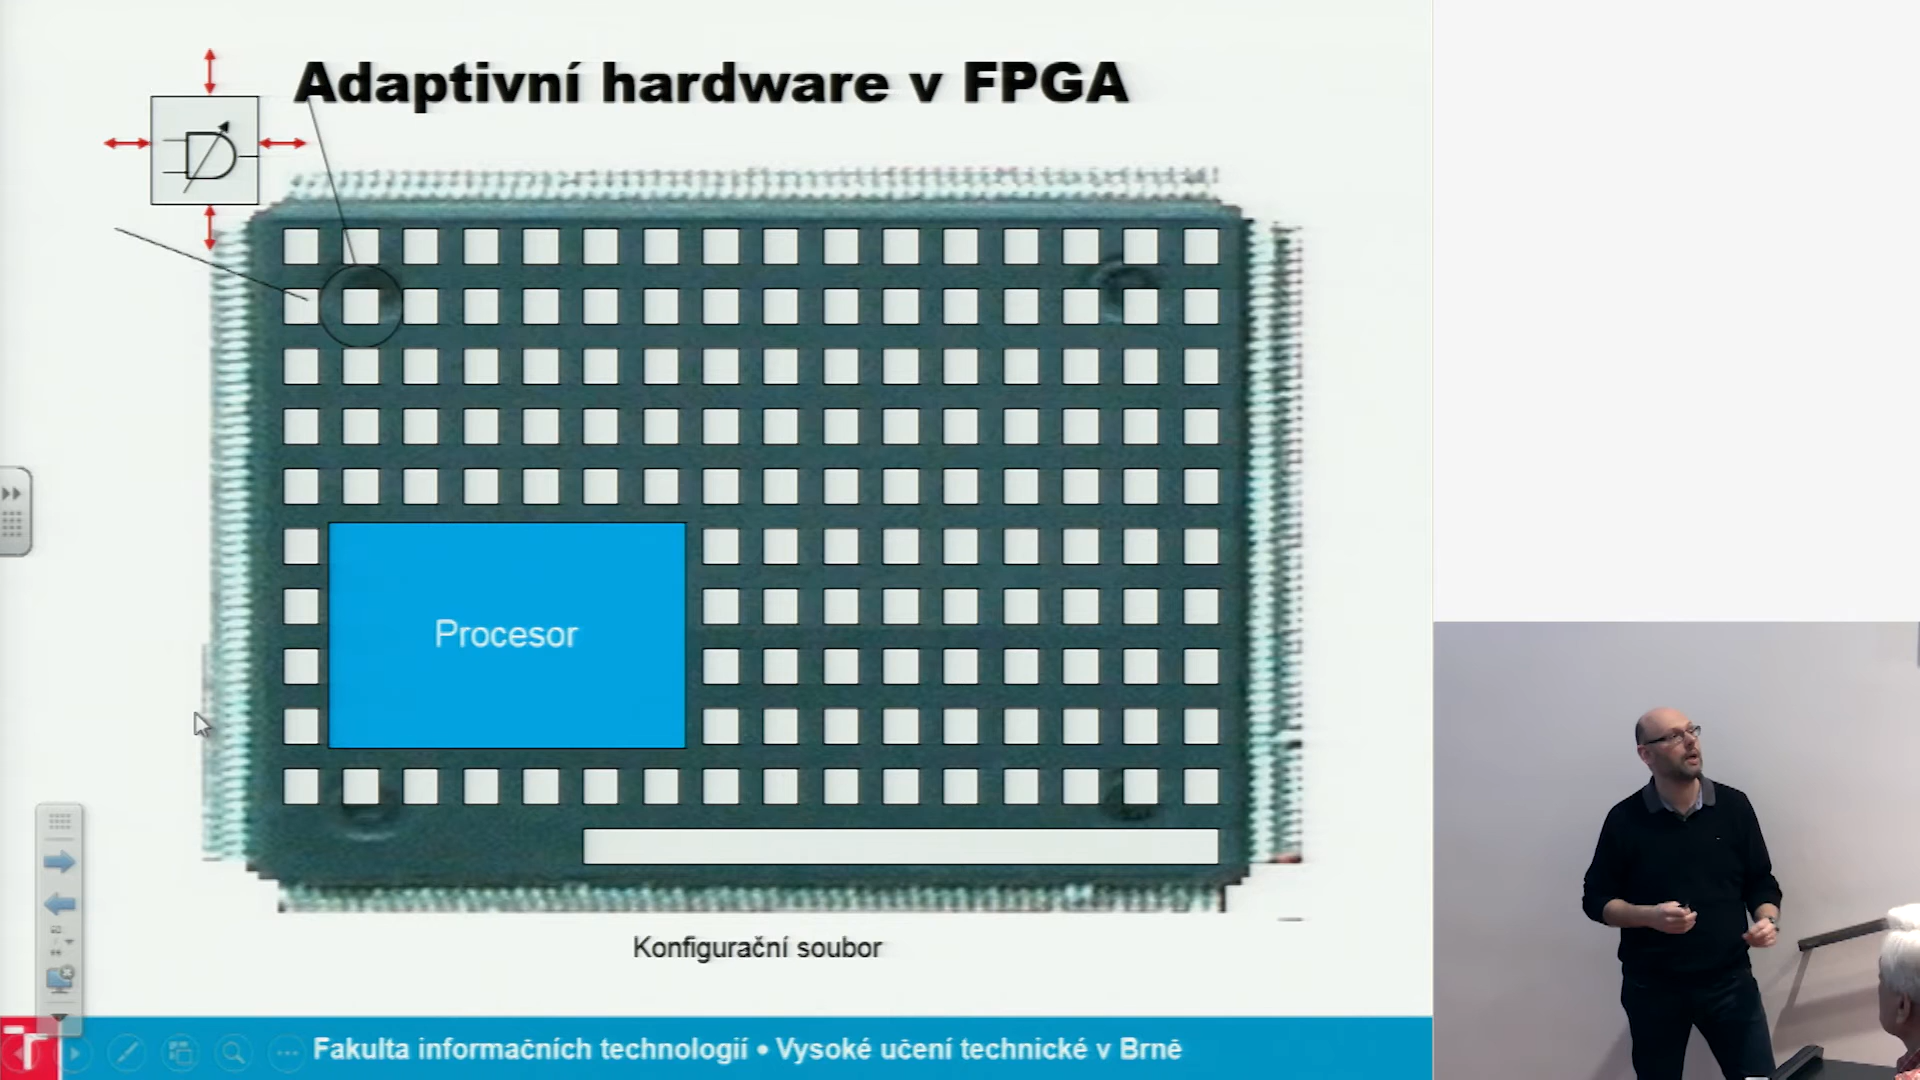 Adaptivní hardware v FPGA
Procesor
Konfigurační soubor
Fakulta informačních technologií • Vysoké učení technické v Brně